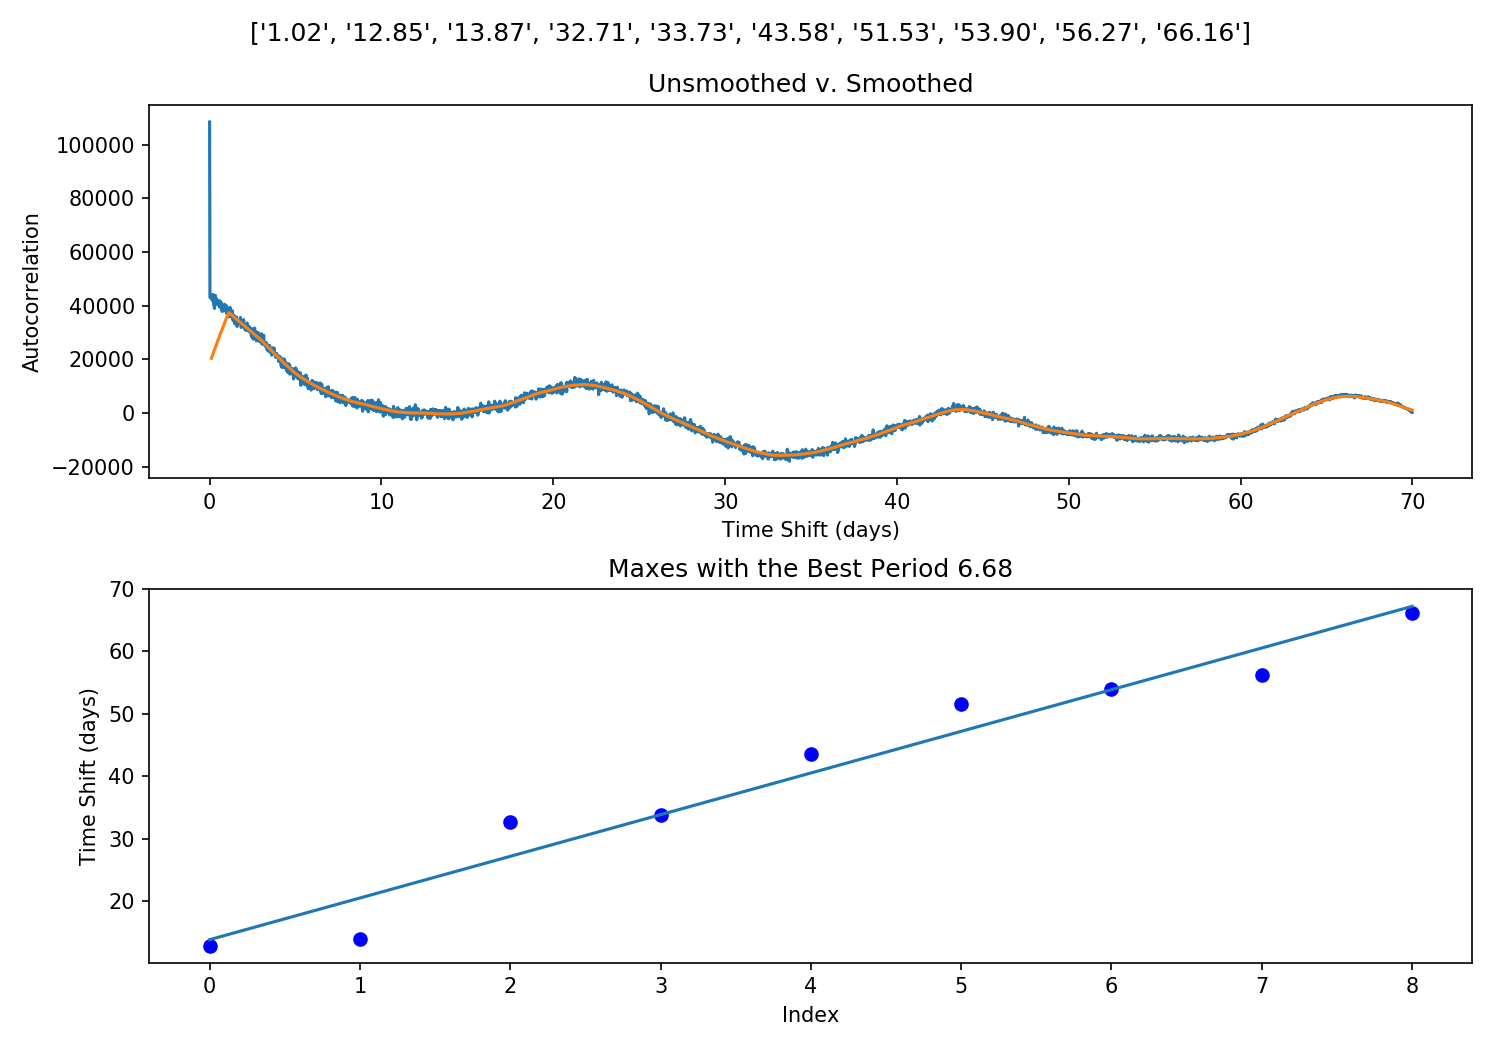 ['1.02', '12.85', '13.87', '32.71', '33.73', '43.58', '51.53', '53.90', '56.27', '66.16']
Unsmoothed v. Smoothed
Autocorrelation
100000
80000
60000
40000
20000
0
−20000
0 10 20 30 40 50 60 70
Time Shift (days)
Maxes with the Best Period 6.68
Time Shift (days)
70
60
50
40
30
20
0 1 2 3 4 5 6 7 8
Index